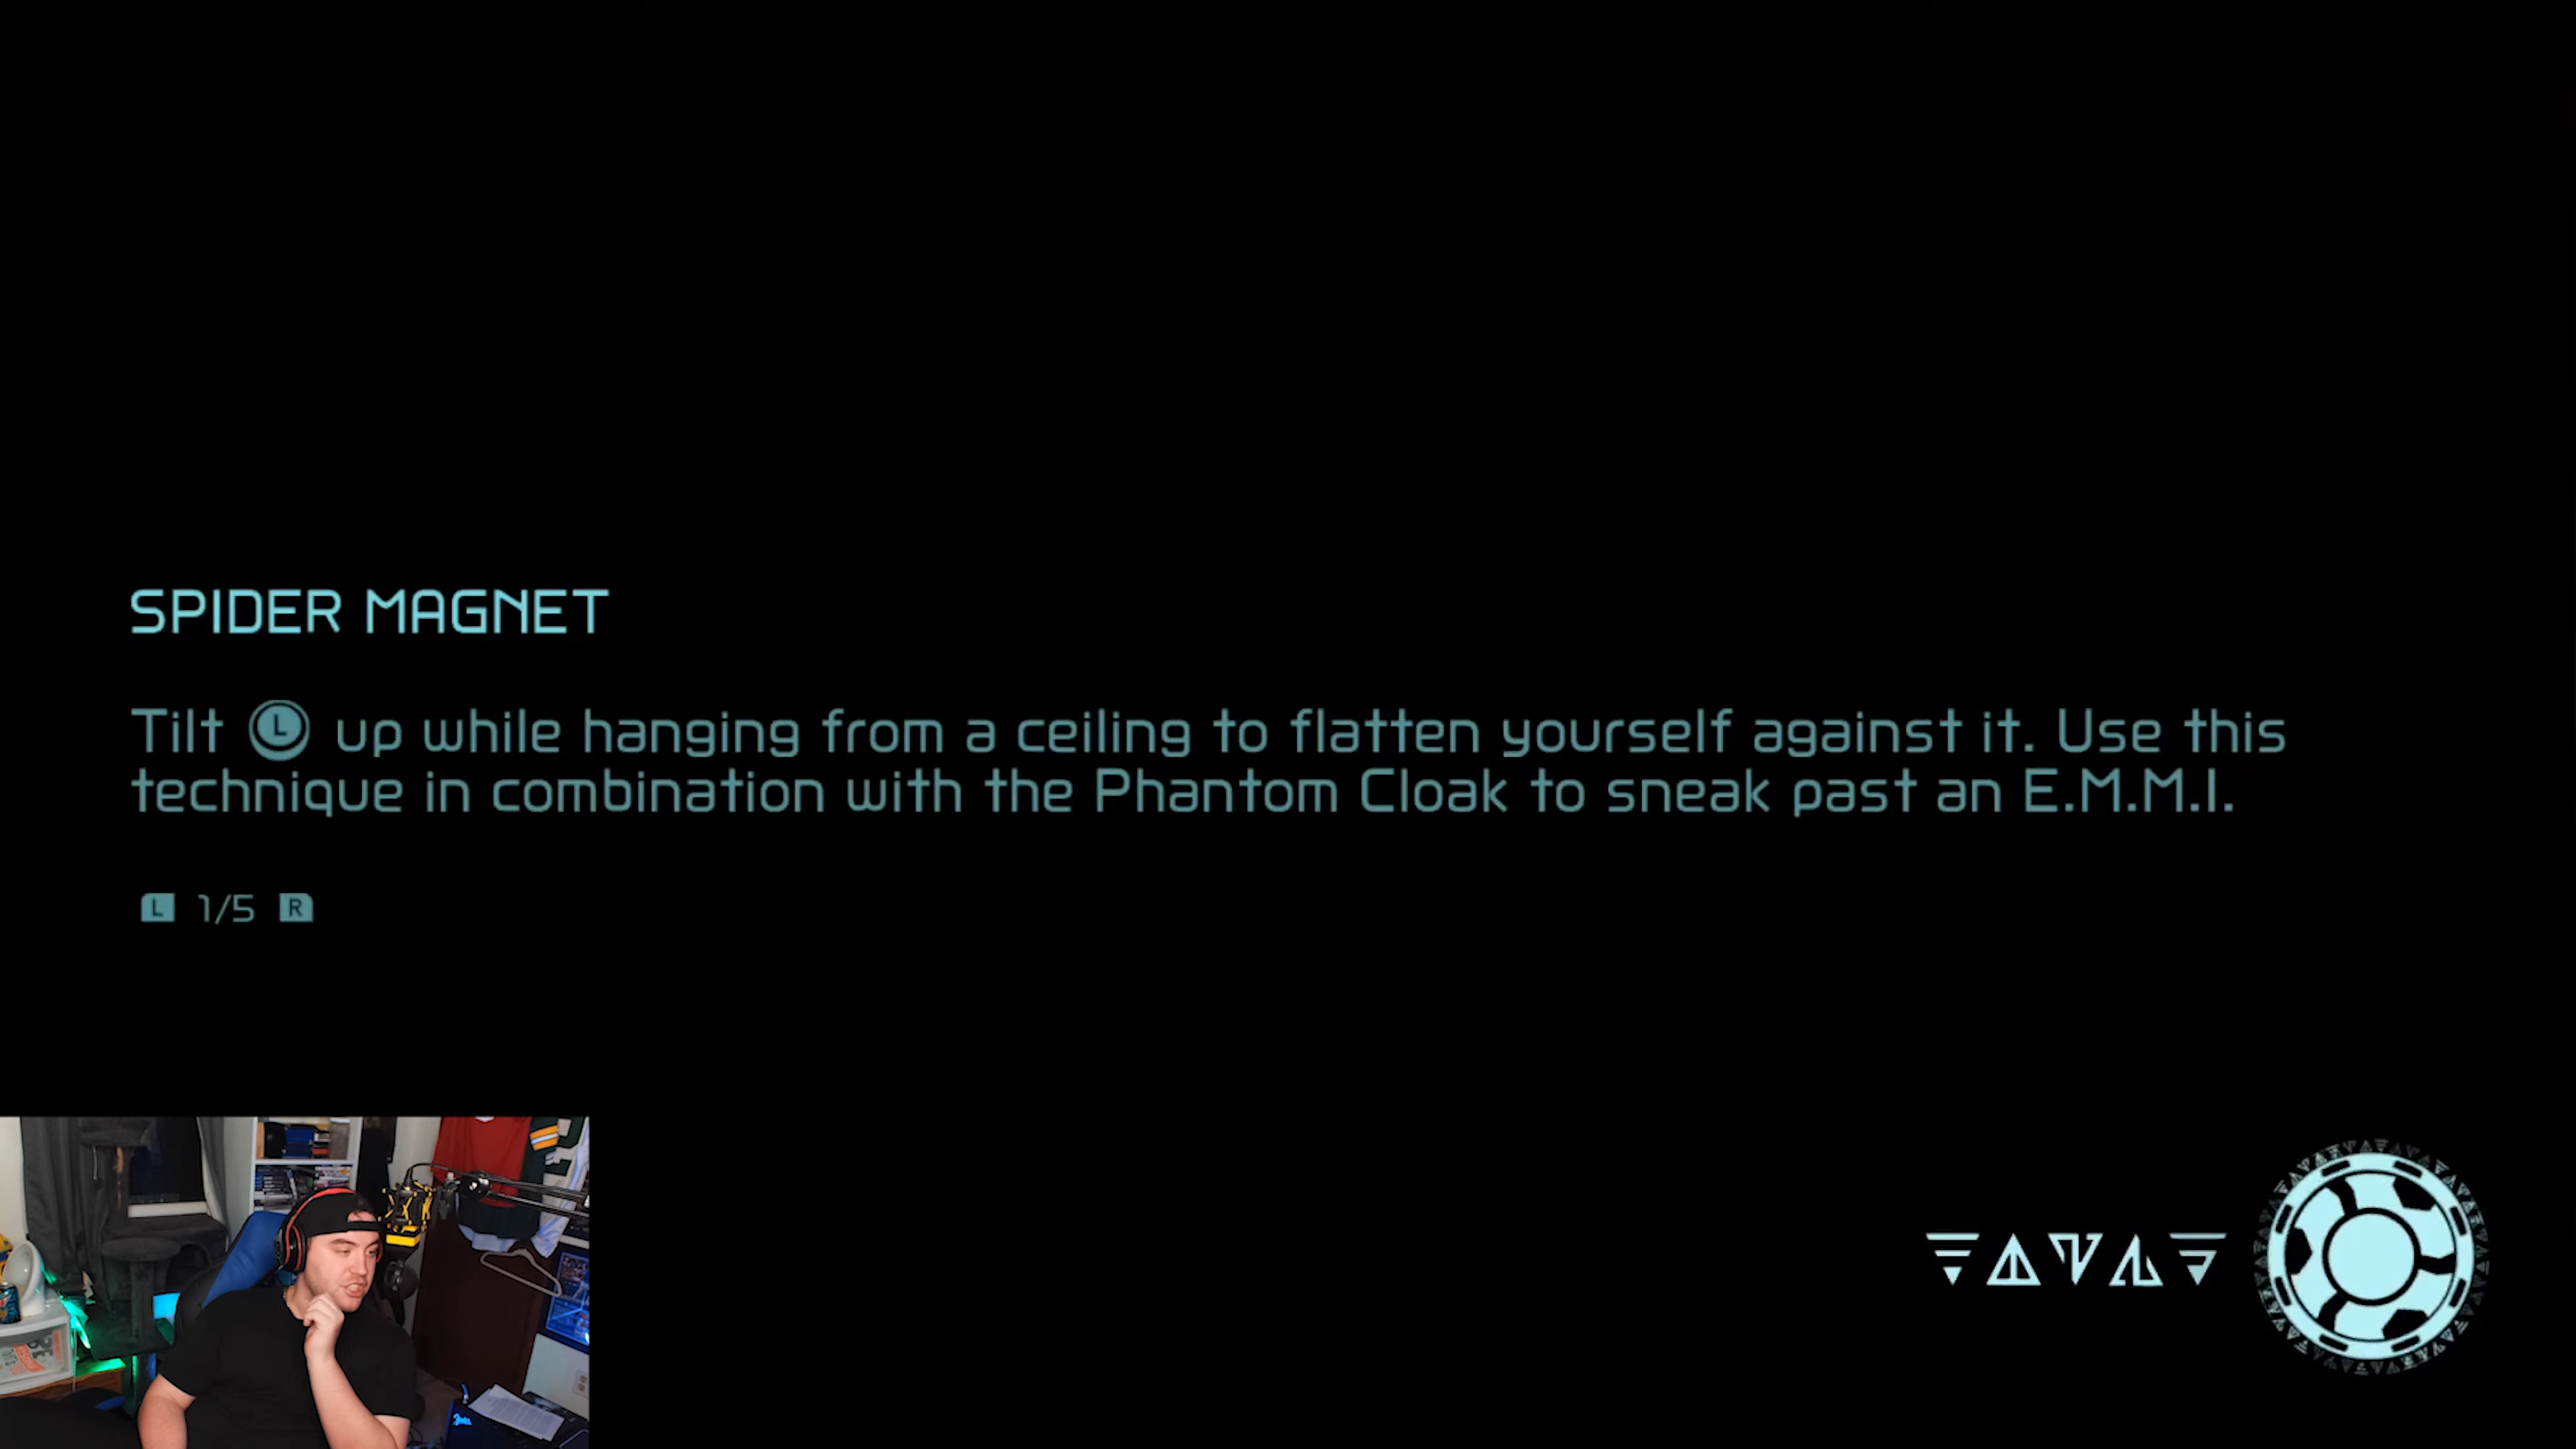 SPIDER MAGNET
Tilt L up while hanging from a ceiling to flatten yourself against it. Use this
technique in combination with the Phantom Cloak to sneak past an E.M.M.I.
L 1/5 R